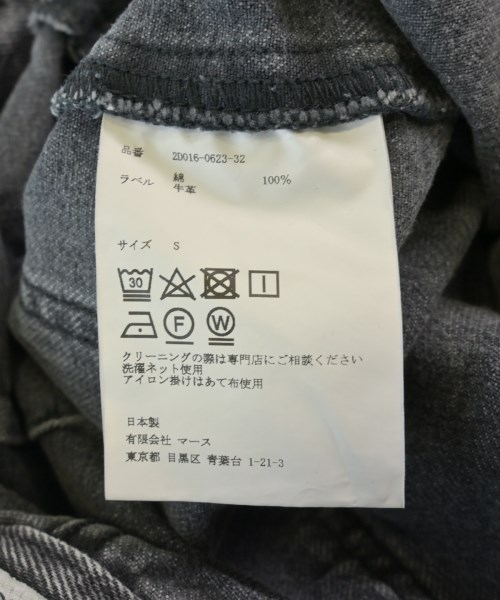 品番 2D016-0623-32
綿 100%
ラベル 牛革
サイズ S
30
F W
クリーニングの際は専門店にご相談ください
洗濯ネット使用
アイロン掛けはあて布使用
日本製
有限会社 マース
東京都 目黒区 青葉台 1-21-3